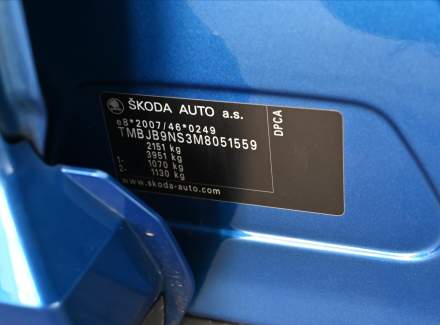 ŠKODA AUTO a.s.
e8*2007/46*0249
TMBJB9NS3M8051559
2151 kg
3951 kg
1- 1070 kg
2- 1130 kg
www.skoda-auto.com
DPCA